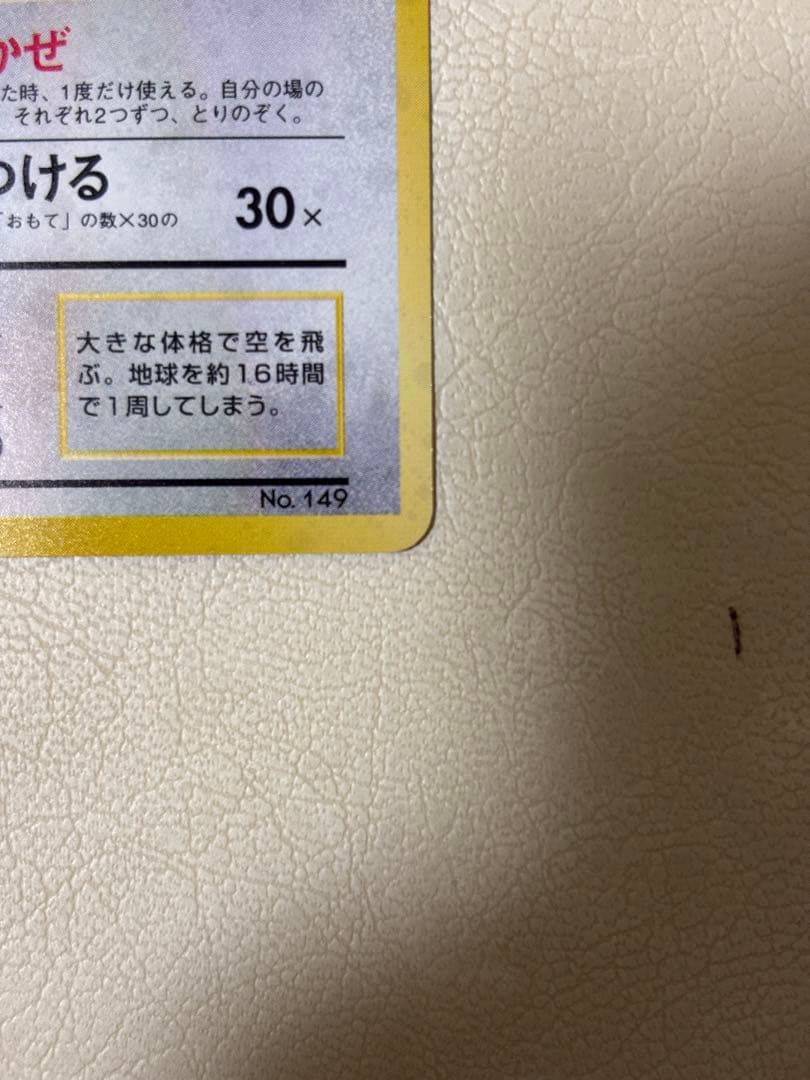 かぜ
た時、1度だけ使える。自分の場の
それぞれ2つずつ、とりのぞく。
つける
「おもて」の数×30の
30×
大きな体格で空を飛
ぶ。地球を約16時間
で1周してしまう。
No. 149